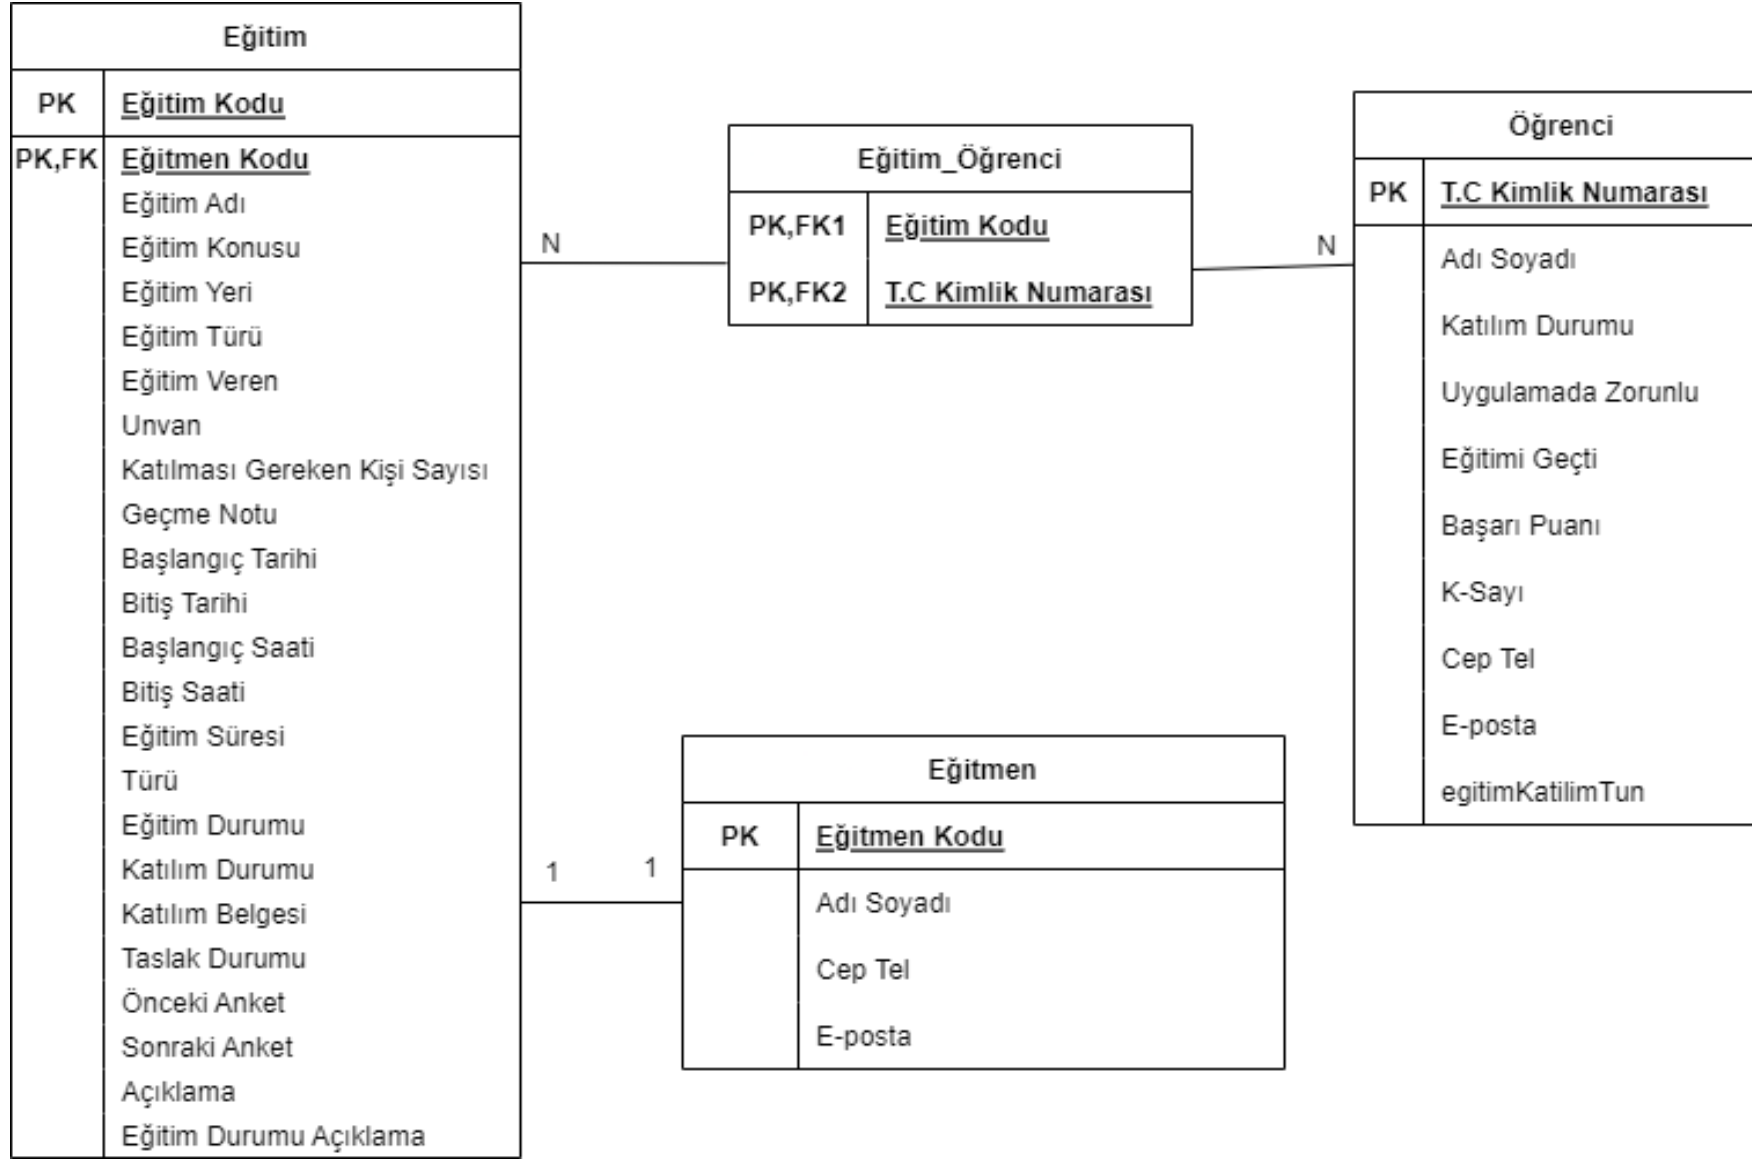 Eğitim
PK Eğitim Kodu
PK,FK Eğitmen Kodu
Eğitim Adı
Eğitim Konusu
Eğitim Yeri
Eğitim Türü
Eğitim Veren
Unvan
Katılması Gereken Kişi Sayısı
Geçme Notu
Başlangıç Tarihi
Bitiş Tarihi
Başlangıç Saati
Bitiş Saati
Eğitim Süresi
Türü
Eğitim Durumu
Katılım Durumu
Katılım Belgesi
Taslak Durumu
Önceki Anket
Sonraki Anket
Açıklama
Eğitim Durumu Açıklama
N
Eğitim_Öğrenci
PK,FK1 Eğitim Kodu
PK,FK2 T.C Kimlik Numarası
N
Öğrenci
PK T.C Kimlik Numarası
Adı Soyadı
Katılım Durumu
Uygulamada Zorunlu
Eğitimi Geçti
Başarı Puanı
K-Sayı
Cep Tel
E-posta
egitimKatilimTun
1 1
Eğitmen
PK Eğitmen Kodu
Adı Soyadı
Cep Tel
E-posta